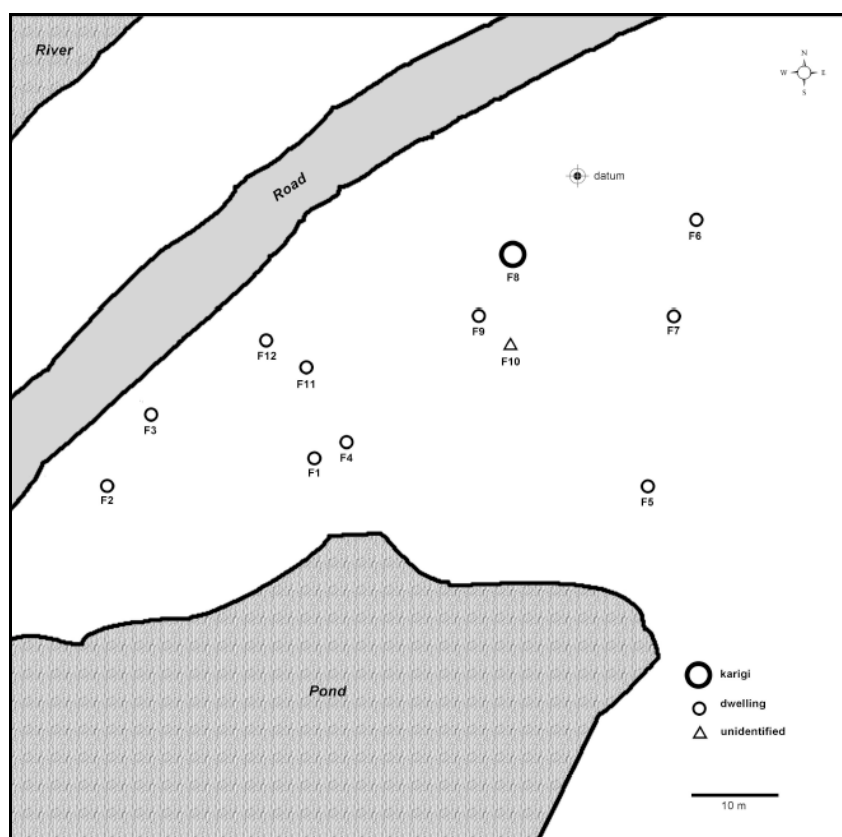 River
N
W E
S
Road
datum
F6
F8
F9
F7
F10
F12
F11
F3
F4
F1
F2
F5
Pond
karigi
dwelling
unidentified
10 m